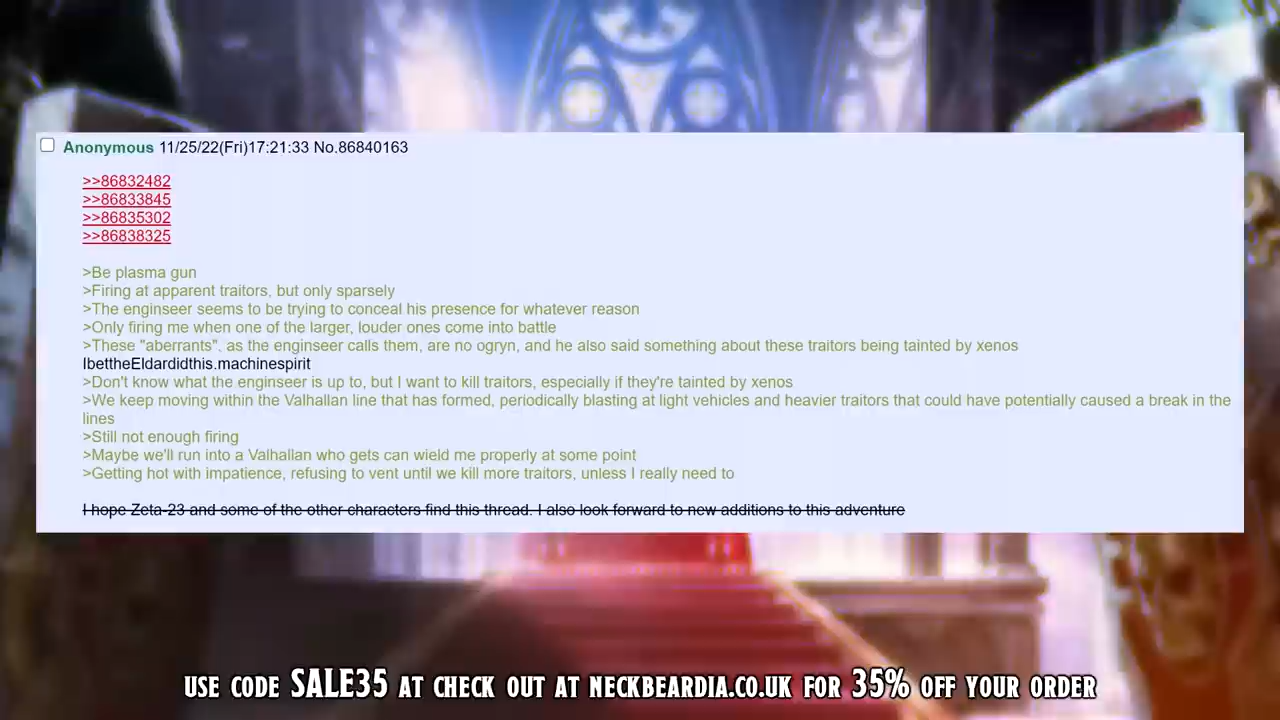 Anonymous 11/25/22(Fri)17:21:33 No.86840163
>>86832482
>>86833845
>>86835302
>>86838325
>Be plasma gun
>Firing at apparent traitors, but only sparsely
>The enginseer seems to be trying to conceal his presence for whatever reason
>Only firing me when one of the larger, louder ones come into battle
>These "aberrants", as the enginseer calls them, are no ogryn, and he also said something about these traitors being tainted by xenos
IbettheEldardidthis.machinespirit
>Don't know what the enginseer is up to, but I want to kill traitors, especially if they're tainted by xenos
>We keep moving within the Valhallan line that has formed, periodically blasting at light vehicles and heavier traitors that could have potentially caused a break in the
lines
>Still not enough firing
>Maybe we'll run into a Valhallan who gets can wield me properly at some point
>Getting hot with impatience, refusing to vent until we kill more traitors, unless I really need to
I hope Zeta-23 and some of the other characters find this thread. I also look forward to new additions to this adventure
USE CODE SALE35 AT CHECK OUT AT NECKBEARDIA.CO.UK FOR 35% OFF YOUR ORDER